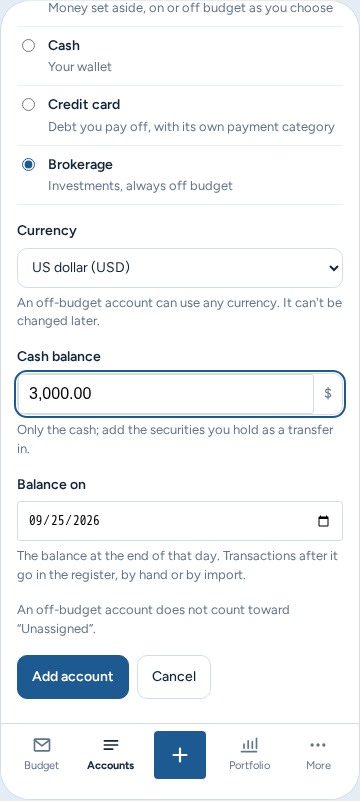 Money set aside, on or off budget as you choose
Cash
Your wallet
Credit card
Debt you pay off, with its own payment category
Brokerage
Investments, always off budget
Currency
US dollar (USD)
An off-budget account can use any currency. It can't be
changed later.
Cash balance
3,000.00 $
Only the cash; add the securities you hold as a transfer
in.
Balance on
09/25/2026
The balance at the end of that day. Transactions after it
go in the register, by hand or by import.
An off-budget account does not count toward
“Unassigned”.
Add account Cancel
Budget Accounts + Portfolio More